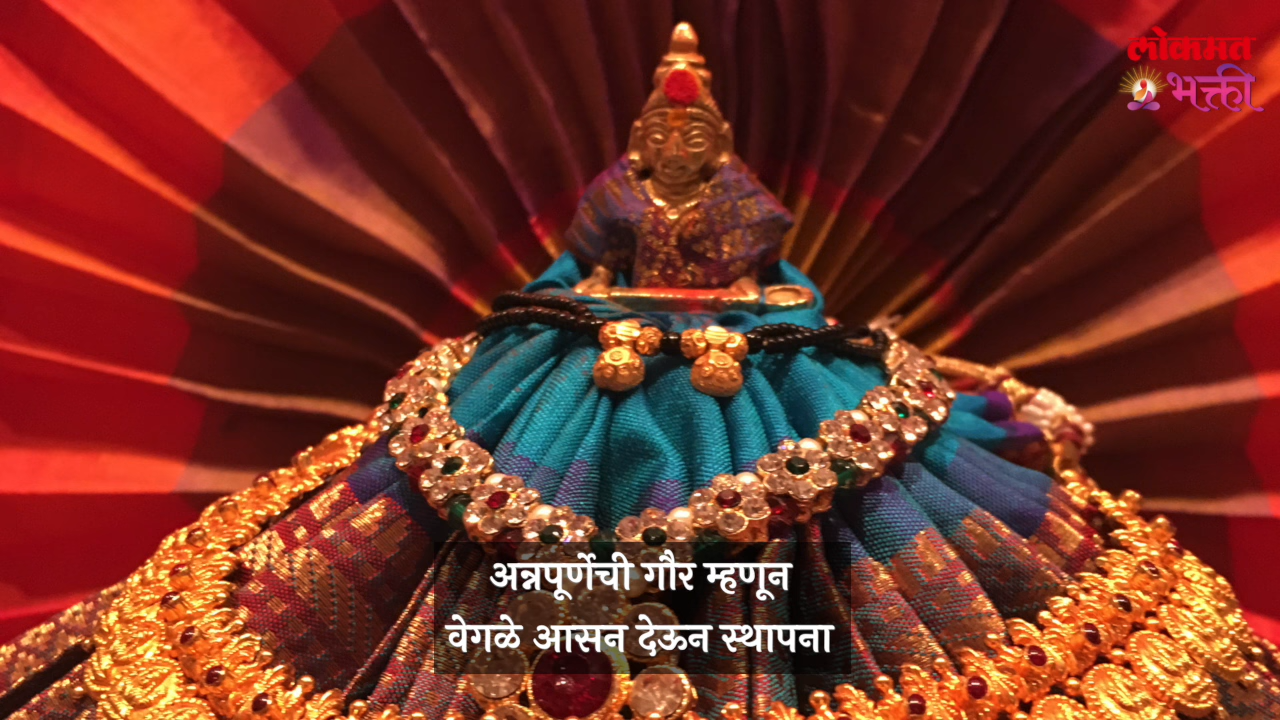 लोकमत
भक्ती
अन्नपूर्णेची गौर म्हणून
वेगळे आसन देऊन स्थापना